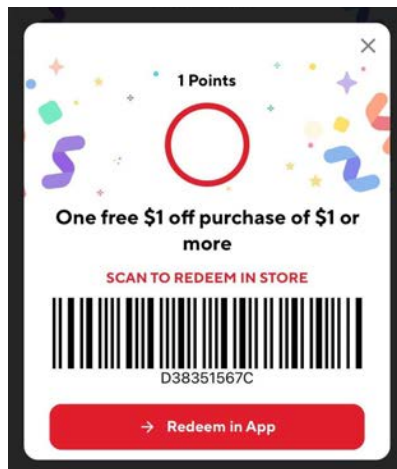 1 Points
One free $1 off purchase of $1 or
more
SCAN TO REDEEM IN STORE
D38351567C
→ Redeem in App